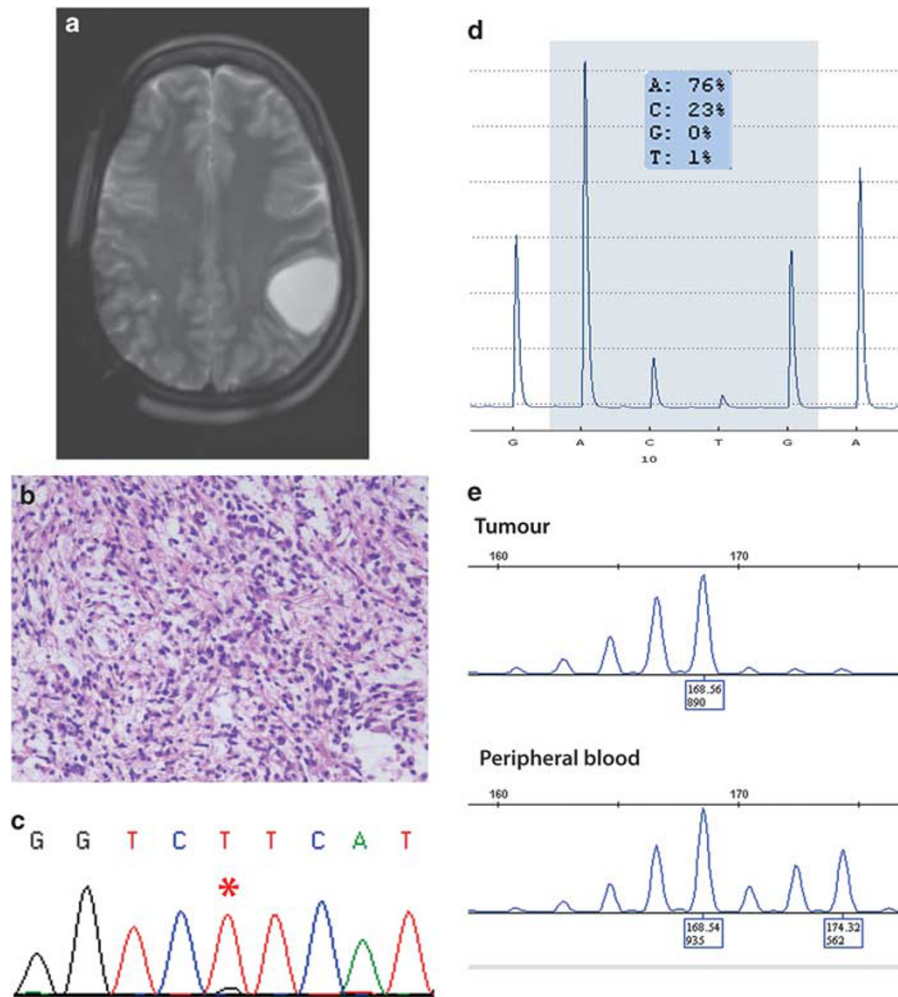 a
b
c
G G T C T T C A T
*
d
A: 76%
C: 23%
G: 0%
T: 1%
G A C T G A
10
e
Tumour
160 170
168.56
890
Peripheral blood
160 170
168.54
935
174.32
562